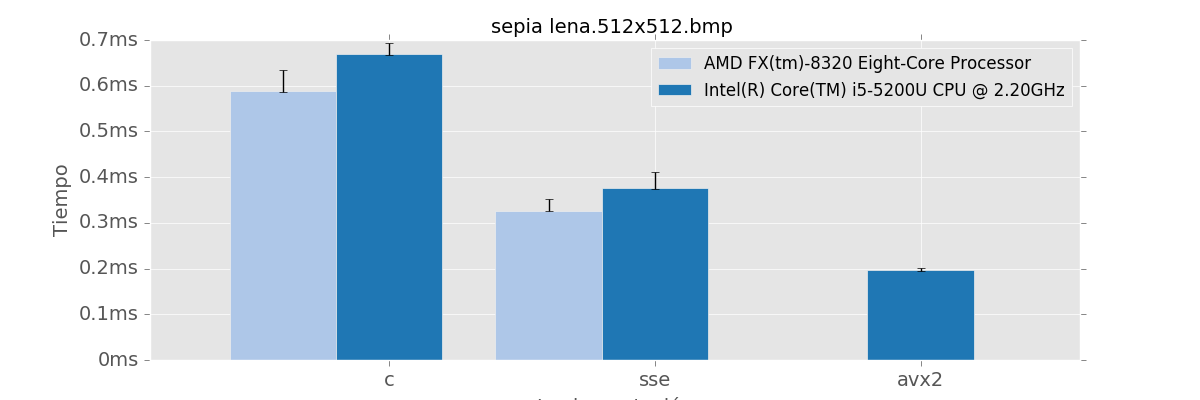 sepia lena.512x512.bmp
0.7ms
0.6ms
0.5ms
0.4ms
0.3ms
0.2ms
0.1ms
0ms
Tiempo
AMD FX(tm)-8320 Eight-Core Processor
Intel(R) Core(TM) i5-5200U CPU @ 2.20GHz
c
sse
avx2